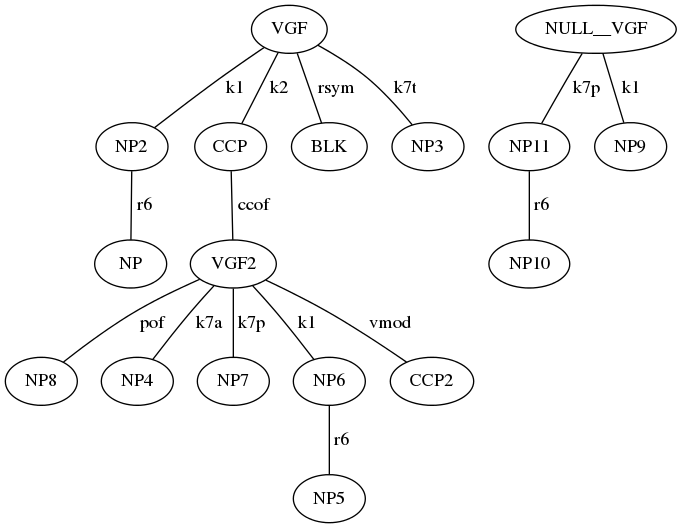 VGF NULL__VGF
k1 k2 rsym k7t k7p k1
NP2 CCP BLK NP3 NP11 NP9
r6 ccof r6
NP VGF2 NP10
pof k7a k7p k1 vmod
NP8 NP4 NP7 NP6 CCP2
r6
NP5